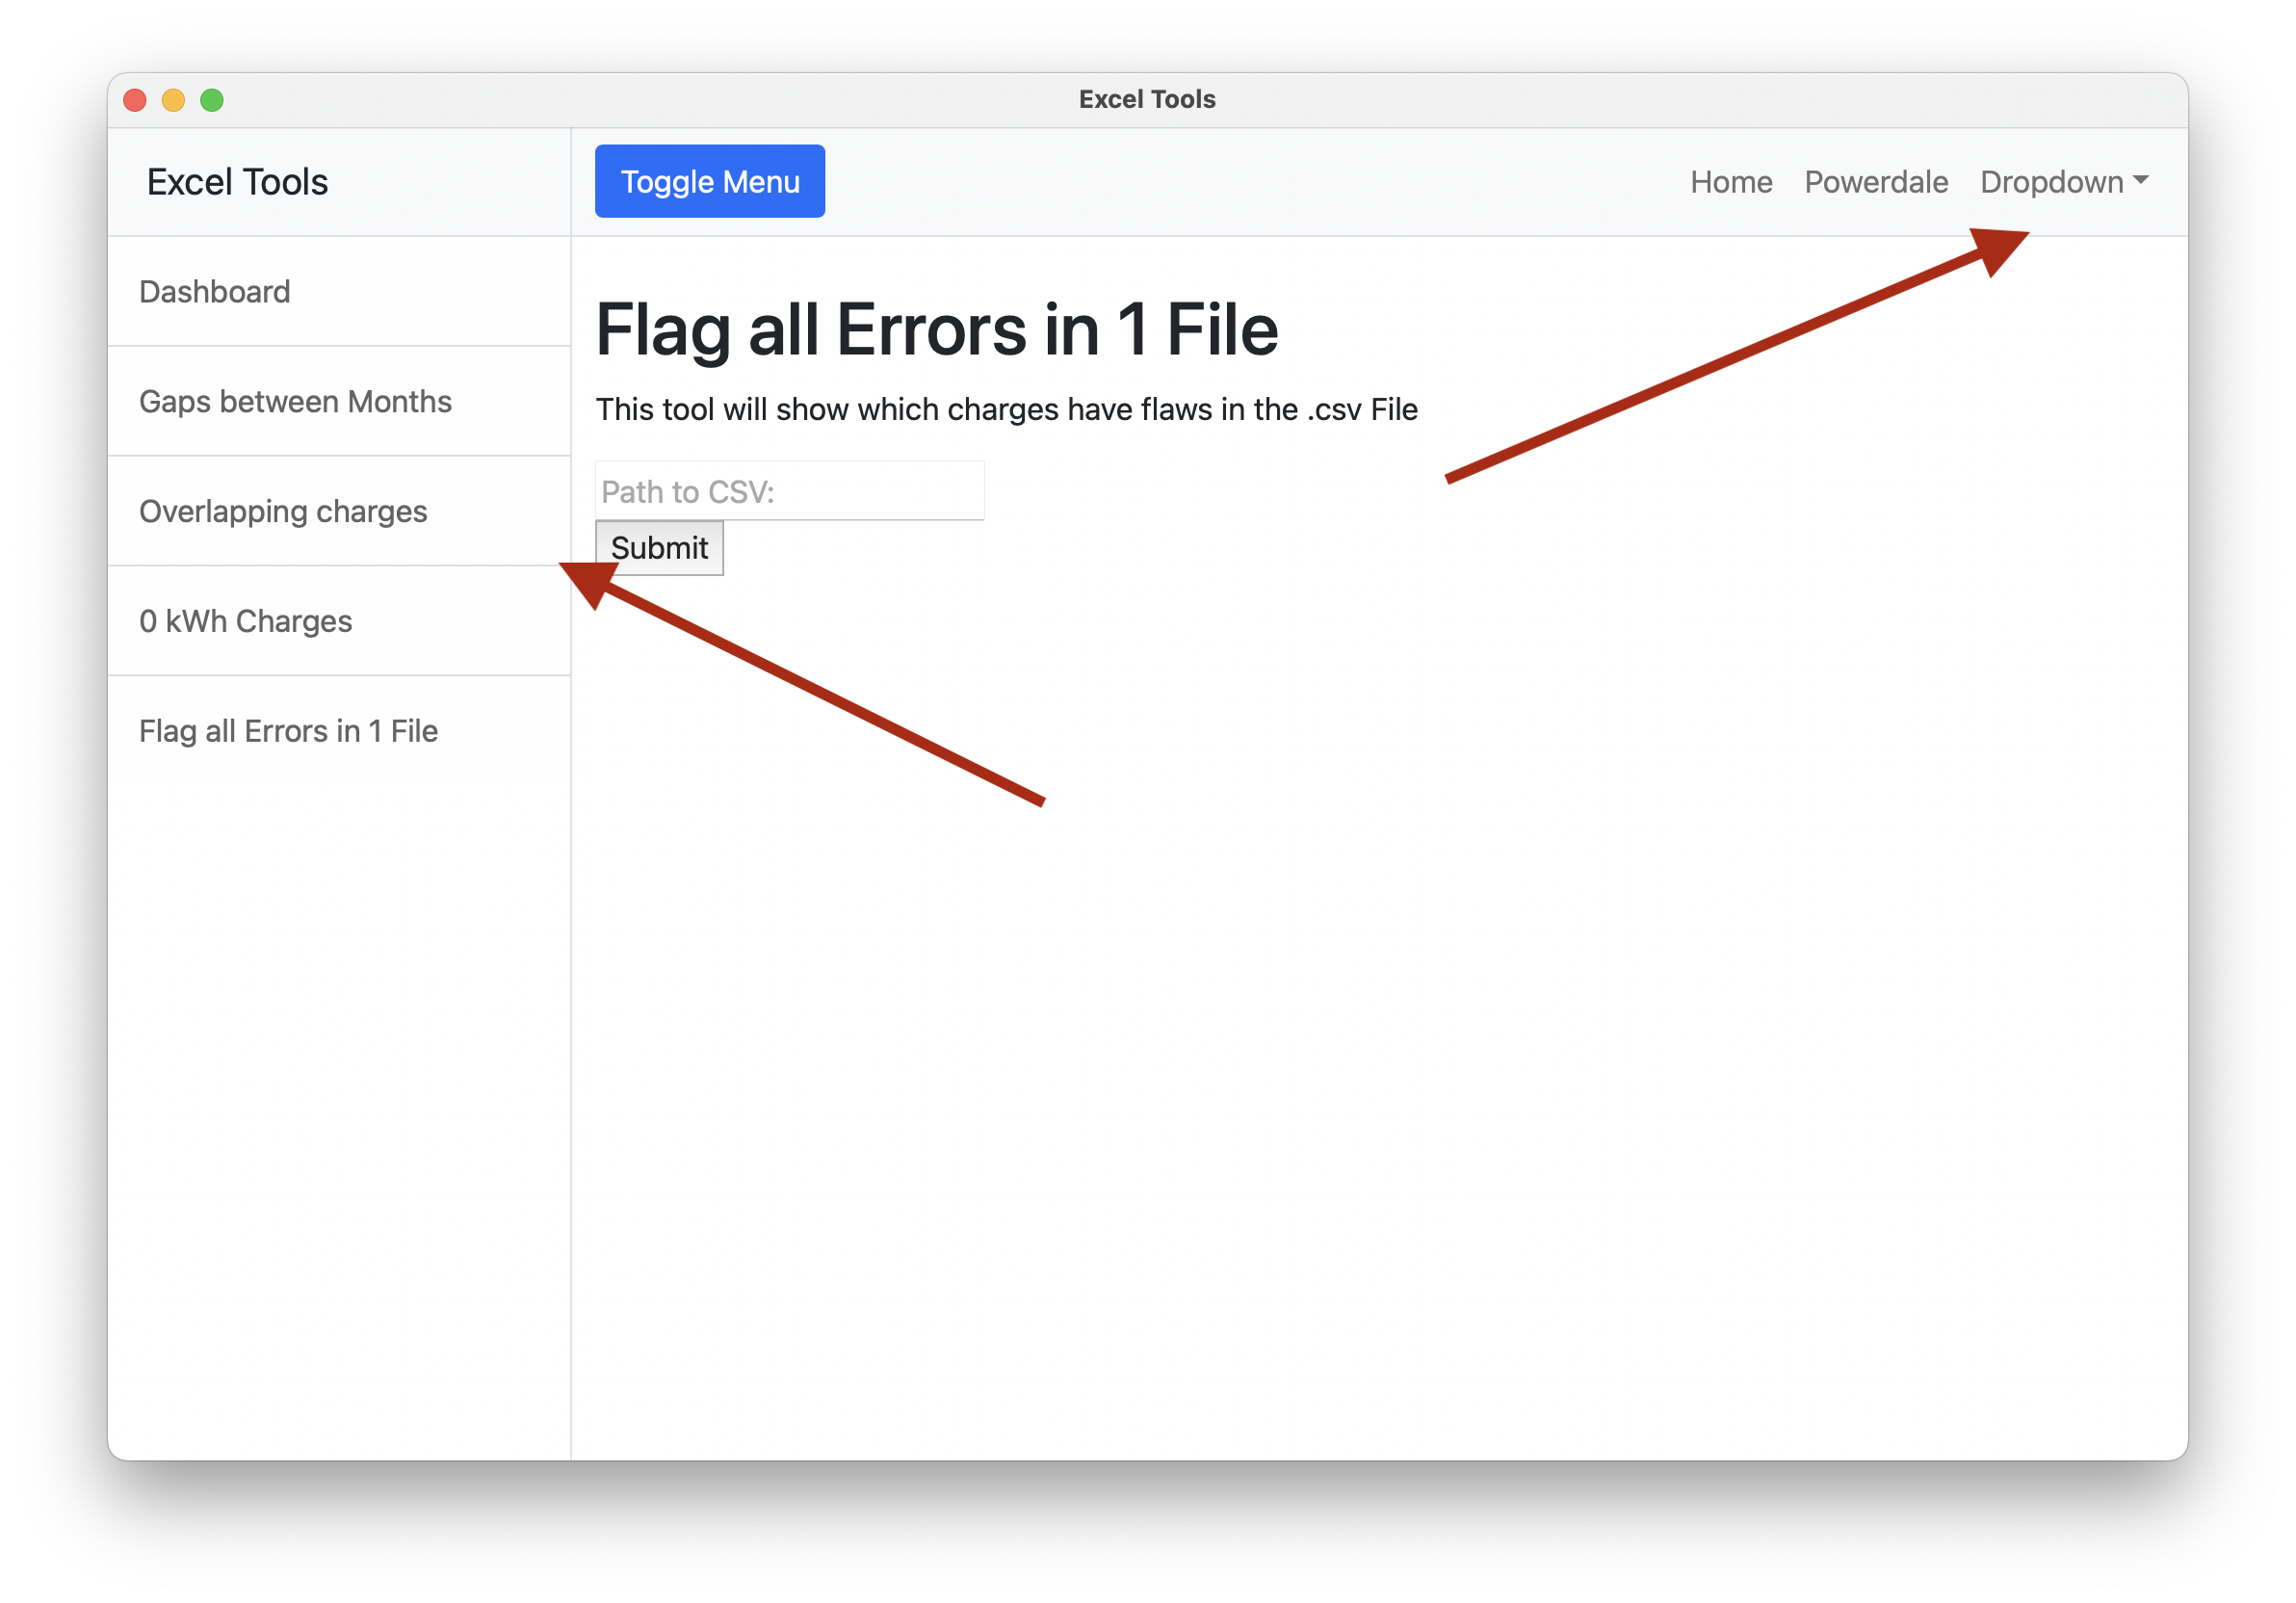 Excel Tools
Excel Tools
Toggle Menu
Home Powerdale Dropdown
Dashboard
Gaps between Months
Overlapping charges
0 kWh Charges
Flag all Errors in 1 File
Flag all Errors in 1 File
This tool will show which charges have flaws in the .csv File
Path to CSV:
Submit